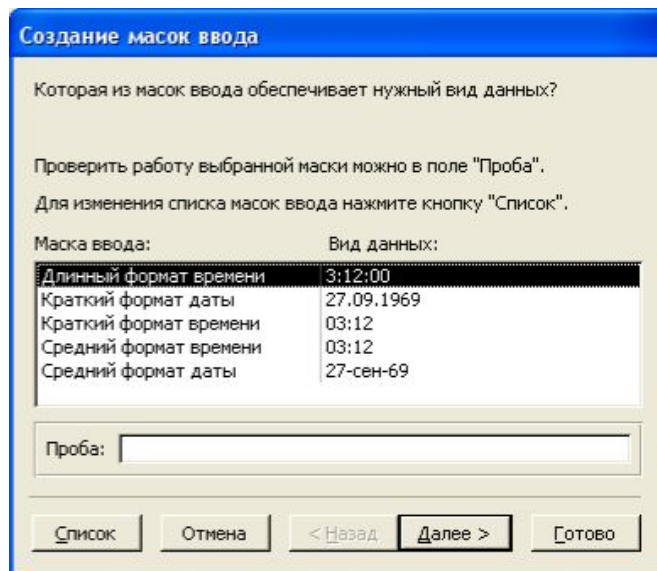 Создание масок ввода
Которая из масок ввода обеспечивает нужный вид данных?
Проверить работу выбранной маски можно в поле "Проба".
Для изменения списка масок ввода нажмите кнопку "Список".
Маска ввода: Вид данных:
Длинный формат времени 3:12:00
Краткий формат даты 27.09.1969
Краткий формат времени 03:12
Средний формат времени 03:12
Средний формат даты 27-сен-69
Проба:
Список Отмена < Назад Далее > Готово